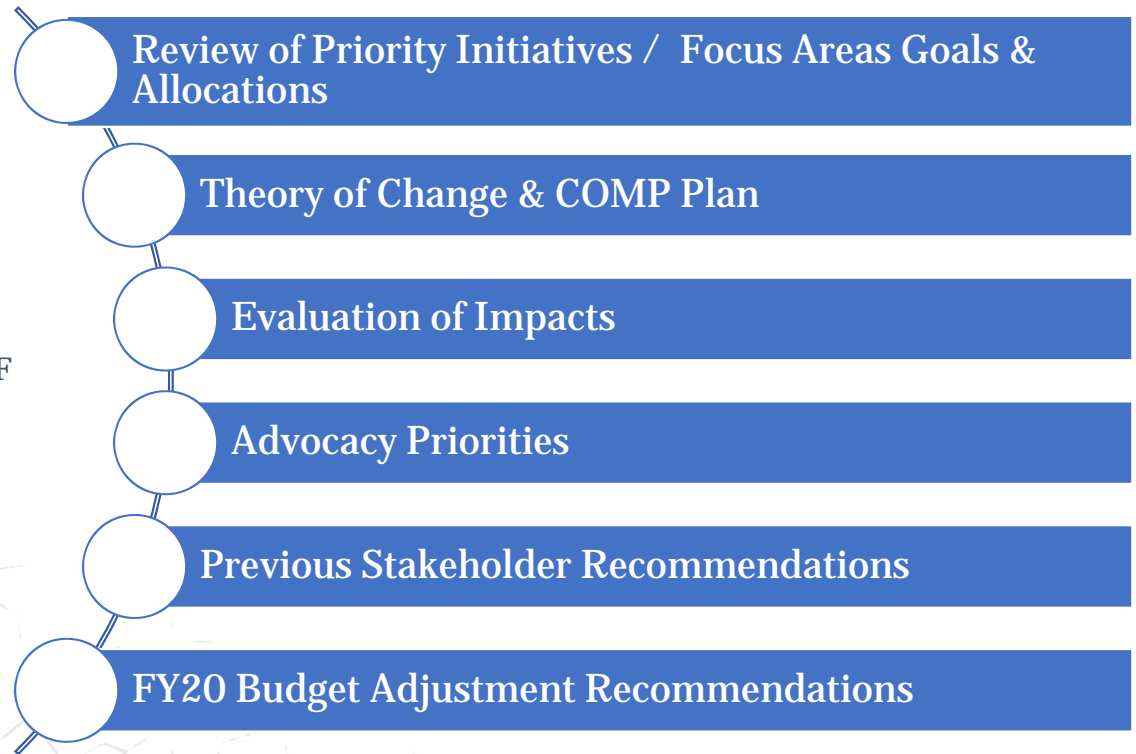 Review of Priority Initiatives / Focus Areas Goals &
Allocations
Theory of Change & COMP Plan
Evaluation of Impacts
F
Advocacy Priorities
Previous Stakeholder Recommendations
FY20 Budget Adjustment Recommendations